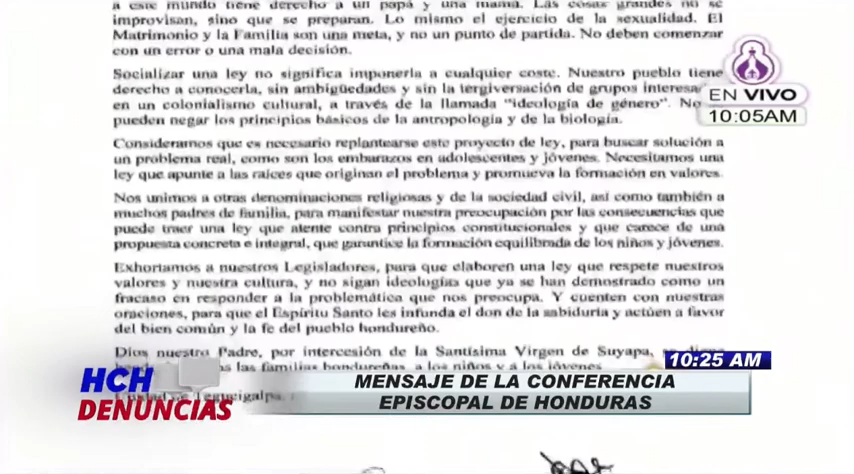 a este mundo tiene derecho a un papá y una mamá. Las cosas grandes no se
improvisan, sino que se preparan. Lo mismo el ejercicio de la sexualidad. El
Matrimonio y la Familia son una meta, y no un punto de partida. No deben comenzar
con un error o una mala decisión.
Socializar una ley no significa imponerla a cualquier coste. Nuestro pueblo tiene
derecho a conocerla, sin ambigüedades y sin la tergiversación de grupos
en un colonialismo cultural, a través de la llamada "ideología de género". No
pueden negar los principios básicos de la antropología y de la biología.
EN VIVO
10:05AM
Consideramos que es necesario replantearse este proyecto de ley, para buscar solución a
un problema real, como son los embarazos en adolescentes y jóvenes. Necesitamos una
ley que apunte a las raíces que originan el problema y promueva la formación en valores.
Nos unimos a otras denominaciones religiosas y de la sociedad civil, así como también a
muchos padres de familia, para manifestar nuestra preocupación por las consecuencias que
puede traer una ley que atente contra principios constitucionales y que carece de una
propuesta concreta e integral, que garantice la formación equilibrada de los niños y jóvenes.
Exhortamos a nuestros Legisladores, para que elaboren una ley que respete nuestros
valores y nuestra cultura, y no sigan ideologías que ya se han demostrado como un
fracaso en responder a la problemática que nos preocupa. Y cuenten con nuestras
oraciones, para que el Espíritu Santo les infunda el don de la sabiduría y actúen a favor
del bien común y la fe del pueblo hondureño.
Dios nuestro Padre, por intercesión de la Santísima Virgen de Suyapa,
las familias hondureñas, a los niños y a los jóvenes.
de Tegucigalpa,
10:25 AM
HCH
DENUNCIAS
MENSAJE DE LA CONFERENCIA
EPISCOPAL DE HONDURAS